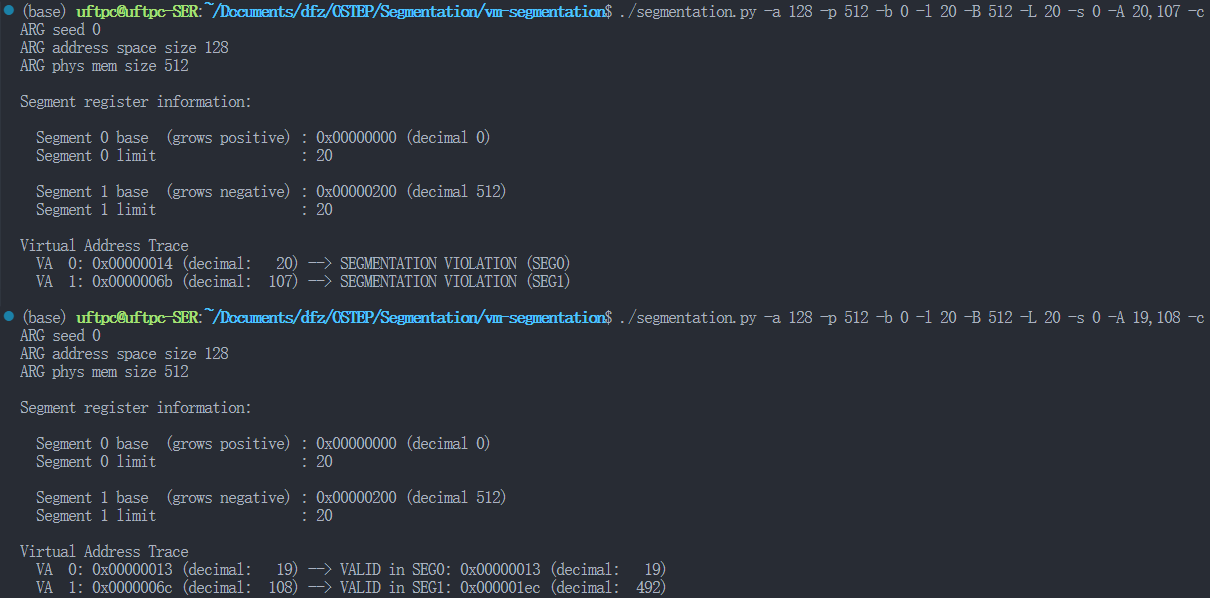 (base) uftpc@uftpc-SER:~/Documents/dfz/OSTEP/Segmentation/vm-segmentation$ ./segmentation.py -a 128 -p 512 -b 0 -l 20 -B 512 -L 20 -s 0 -A 20,107 -c
ARG seed 0
ARG address space size 128
ARG phys mem size 512

Segment register information:

  Segment 0 base  (grows positive) : 0x00000000 (decimal 0)
  Segment 0 limit                  : 20

  Segment 1 base  (grows negative) : 0x00000200 (decimal 512)
  Segment 1 limit                  : 20

Virtual Address Trace
  VA  0: 0x00000014 (decimal:   20) --> SEGMENTATION VIOLATION (SEG0)
  VA  1: 0x0000006b (decimal:  107) --> SEGMENTATION VIOLATION (SEG1)

(base) uftpc@uftpc-SER:~/Documents/dfz/OSTEP/Segmentation/vm-segmentation$ ./segmentation.py -a 128 -p 512 -b 0 -l 20 -B 512 -L 20 -s 0 -A 19,108 -c
ARG seed 0
ARG address space size 128
ARG phys mem size 512

Segment register information:

  Segment 0 base  (grows positive) : 0x00000000 (decimal 0)
  Segment 0 limit                  : 20

  Segment 1 base  (grows negative) : 0x00000200 (decimal 512)
  Segment 1 limit                  : 20

Virtual Address Trace
  VA  0: 0x00000013 (decimal:   19) --> VALID in SEG0: 0x00000013 (decimal:   19)
  VA  1: 0x0000006c (decimal:  108) --> VALID in SEG1: 0x000001ec (decimal:  492)